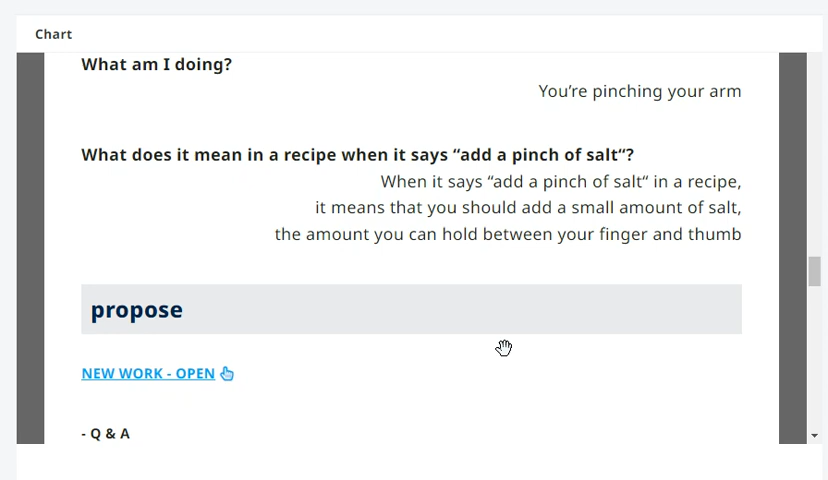 Chart
What am I doing?
You’re pinching your arm
What does it mean in a recipe when it says “add a pinch of salt“?
When it says “add a pinch of salt“ in a recipe,
it means that you should add a small amount of salt,
the amount you can hold between your finger and thumb
propose
NEW WORK - OPEN
- Q & A